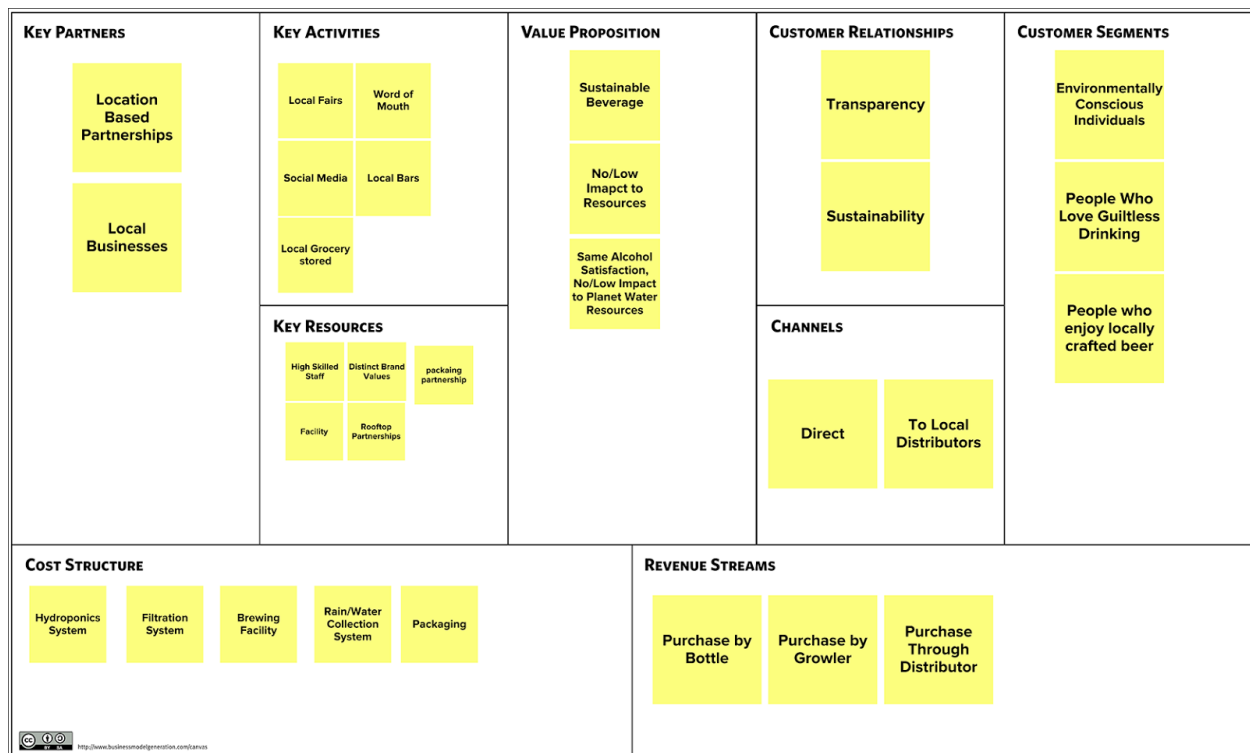 KEY PARTNERS
Location
Based
Partnerships
Local
Businesses
KEY ACTIVITIES
Local Fairs
Word of
Mouth
Social Media
Local Bars
Local Grocery
stored
KEY RESOURCES
High Skilled
Staff
Distinct Brand
Values
packaing
partnership
Facility
Rooftop
Partnerships
VALUE PROPOSITION
Sustainable
Beverage
No/Low
Imapct to
Resources
Same Alcohol
Satisfaction,
No/Low Impact
to Planet Water
Resources
CUSTOMER RELATIONSHIPS
Transparency
Sustainability
CHANNELS
Direct
To Local
Distributors
CUSTOMER SEGMENTS
Environmentally
Conscious
Individuals
People Who
Love Guiltless
Drinking
People who
enjoy locally
crafted beer
COST STRUCTURE
Hydroponics
System
Filtration
System
Brewing
Facility
Rain/Water
Collection
System
Packaging
REVENUE STREAMS
Purchase by
Bottle
Purchase by
Growler
Purchase
Through
Distributor
cc
BY SA
http://www.businessmodelgeneration.com/canvas